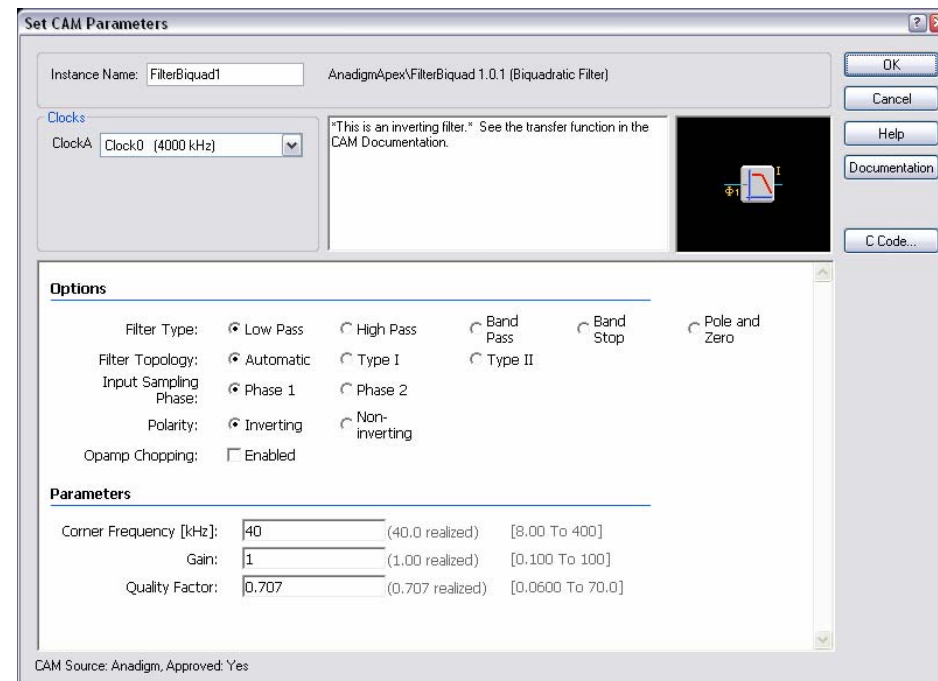 Set CAM Parameters
Instance Name: FilterBiquad1 AnadigmApex\FilterBiquad 1.0.1 (Biquadratic Filter)
OK
Cancel
Help
Documentation
C Code...
Clocks
ClockA Clock0 (4000 kHz)
"This is an inverting filter.* See the transfer function in the
CAM Documentation.
Φ1 I
Options
Filter Type: Low Pass High Pass Band Pass Band Stop Pole and Zero
Filter Topology: Automatic Type I Type II
Input Sampling Phase: Phase 1 Phase 2
Polarity: Inverting Non-inverting
Opamp Chopping: Enabled
Parameters
Corner Frequency [kHz]: 40 (40.0 realized) [8.00 To 400]
Gain: 1 (1.00 realized) [0.100 To 100]
Quality Factor: 0.707 (0.707 realized) [0.0600 To 70.0]
CAM Source: Anadigm, Approved: Yes